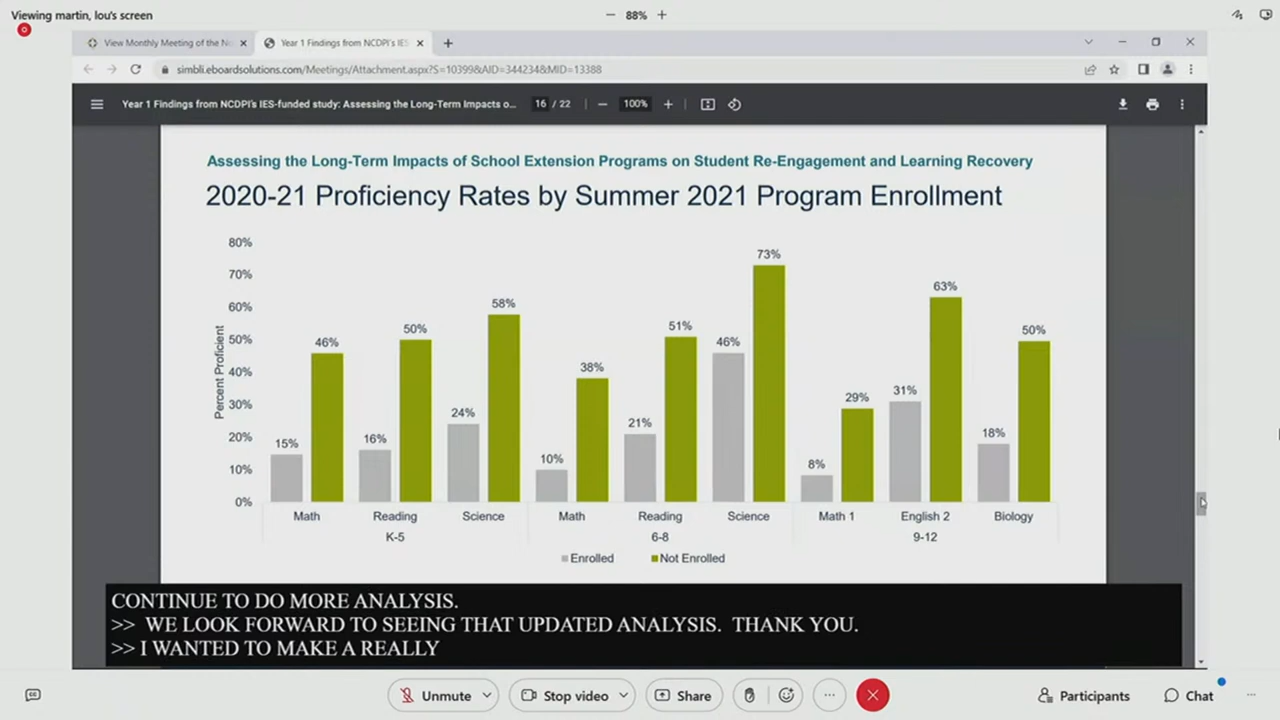 Viewing martin, lou's screen
88%
View Monthly Meeting of the No
Year 1 Findings from NCDPI's IES
simbli.eboardsolutions.com/Meetings/Attachment.aspx?S=10399&AID=344234&MID=13388
Year 1 Findings from NCDPI's IES-funded study: Assessing the Long-Term Impacts o...
16 / 22
100%
Assessing the Long-Term Impacts of School Extension Programs on Student Re-Engagement and Learning Recovery
2020-21 Proficiency Rates by Summer 2021 Program Enrollment
Percent Proficient
80%
70%
60%
50%
40%
30%
20%
10%
0%
15% 46% 16% 50% 24% 58% 10% 38% 21% 51% 46% 73% 8% 29% 31% 63% 18% 50%
Math Reading Science Math Reading Science Math 1 English 2 Biology
K-5 6-8 9-12
Enrolled Not Enrolled
CONTINUE TO DO MORE ANALYSIS.
>> WE LOOK FORWARD TO SEEING THAT UPDATED ANALYSIS. THANK YOU.
>> I WANTED TO MAKE A REALLY
CC
Unmute
Stop video
Share
Participants
Chat